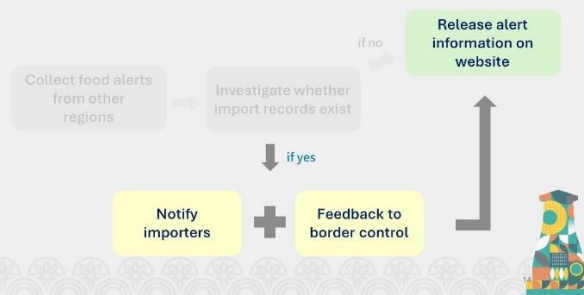 Release alert
information on
website
if no
Collect food alerts
from other
regions
Investigate whether
import records exist
if yes
Notify
importers
Feedback to
border control
14